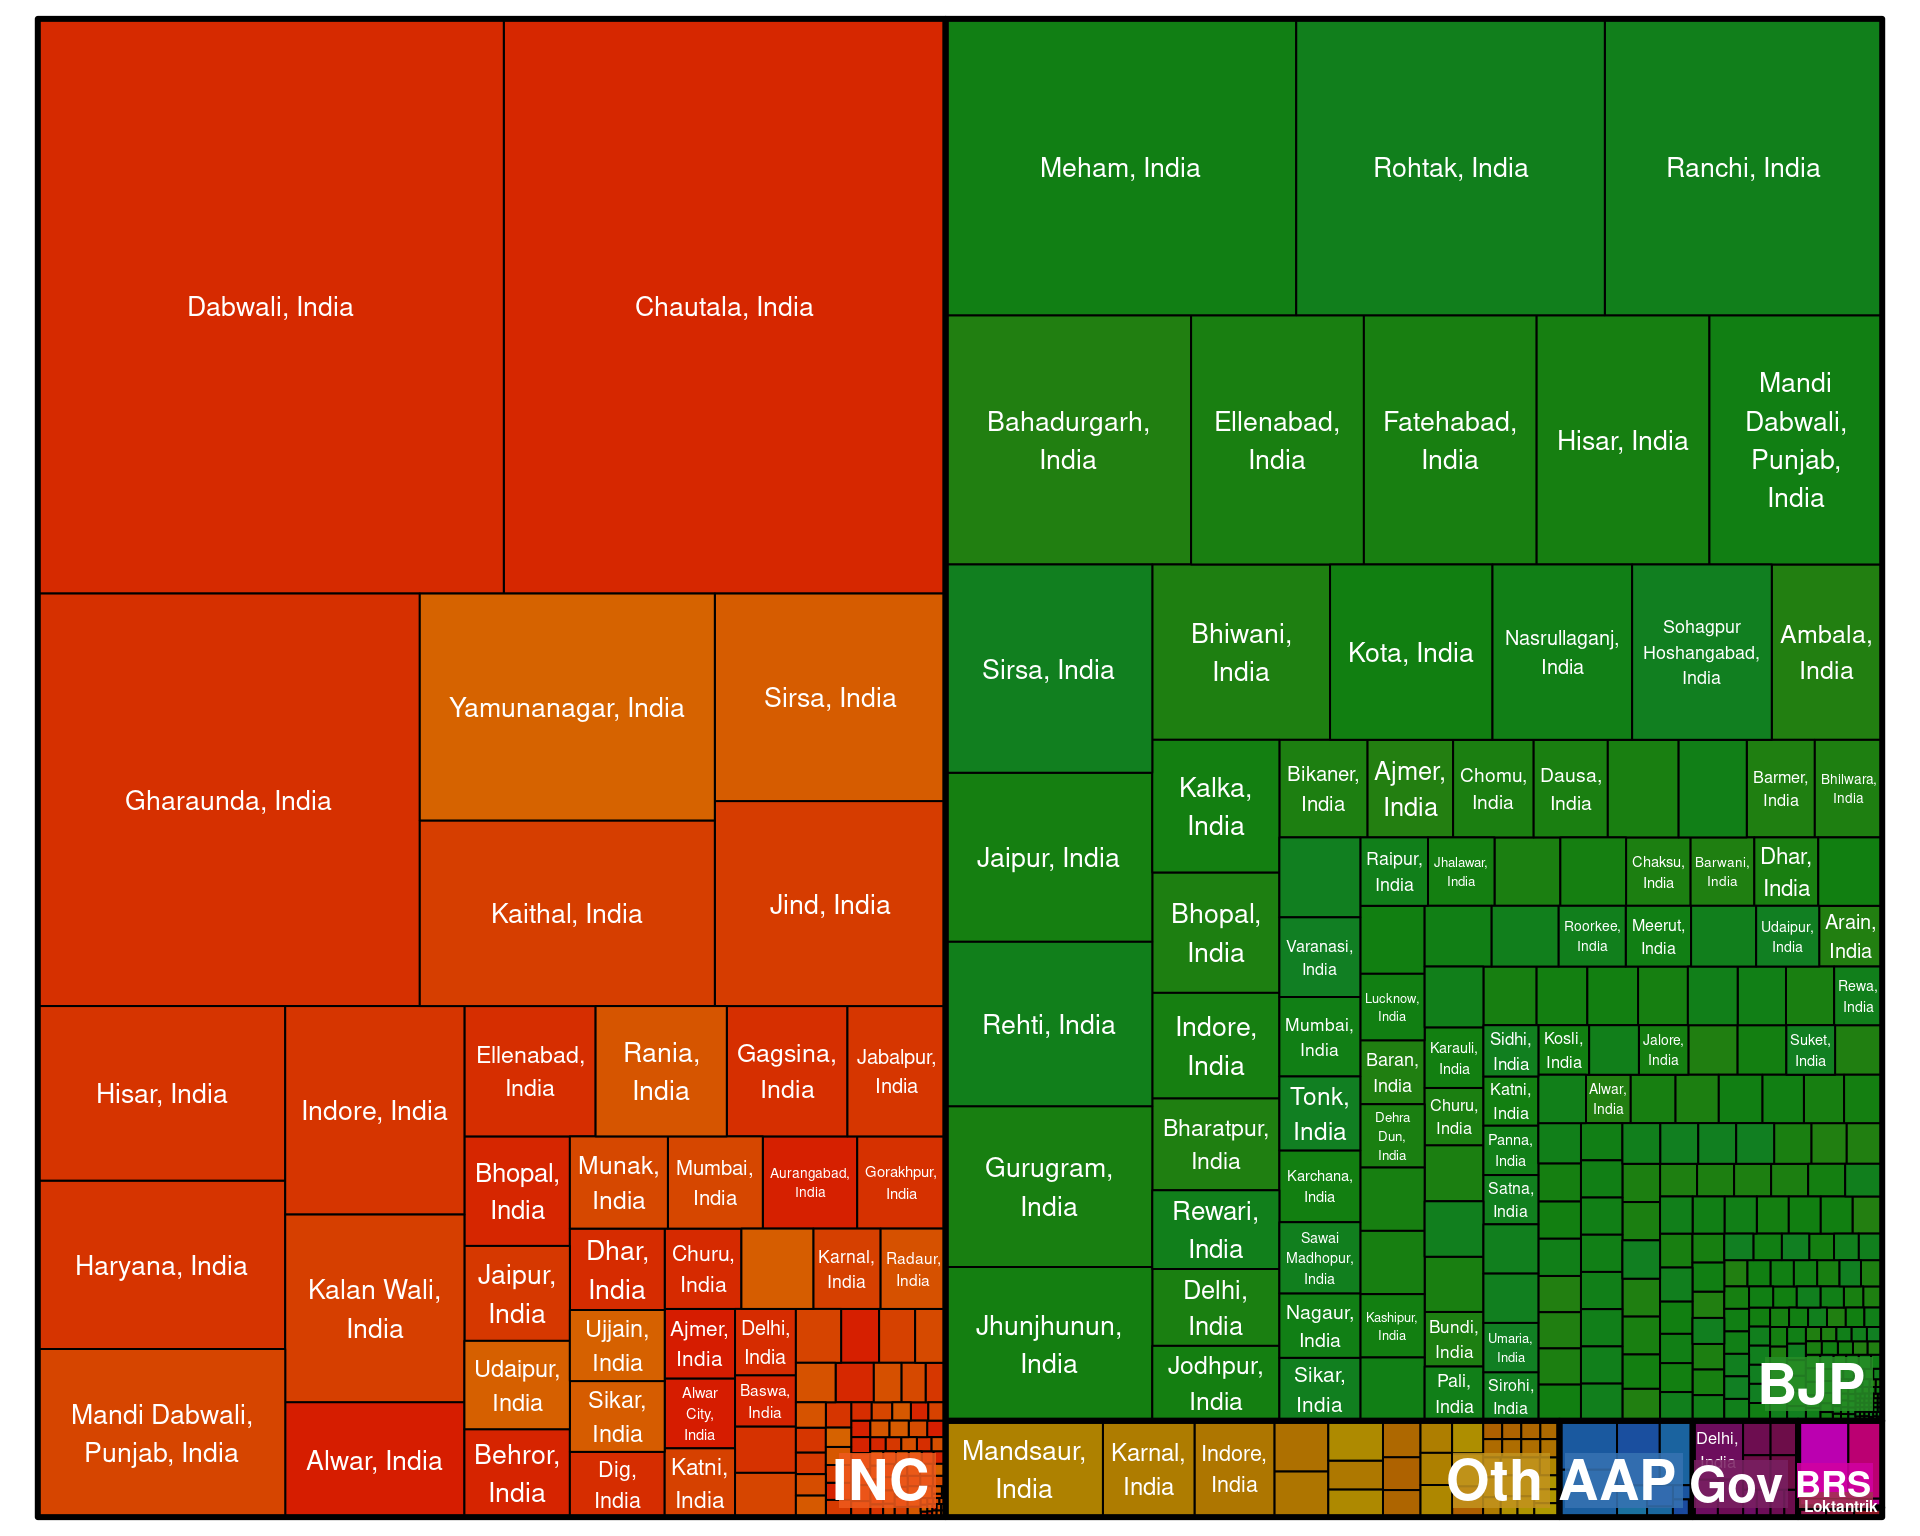 Dabwali, India
Chautala, India
Gharaunda, India
Yamunanagar, India
Sirsa, India
Kaithal, India
Jind, India
Hisar, India
Haryana, India
Mandi Dabwali,
Punjab, India
Indore, India
Kalan Wali,
India
Alwar, India
Ellenabad,
India
Rania,
India
Gagsina,
India
Jabalpur,
India
Bhopal,
India
Jaipur,
India
Udaipur,
India
Behror,
India
Munak,
India
Mumbai,
India
Aurangabad,
India
Gorakhpur,
India
Dhar,
India
Ujjain,
India
Sikar,
India
Dig,
India
Churu,
India
Karnal,
India
Radaur,
India
Ajmer,
India
Alwar
City,
India
Katni,
India
Delhi,
India
Baswa,
India
INC
Meham, India
Rohtak, India
Ranchi, India
Bahadurgarh,
India
Ellenabad,
India
Fatehabad,
India
Hisar, India
Mandi
Dabwali,
Punjab,
India
Sirsa, India
Jaipur, India
Rehti, India
Gurugram,
India
Jhunjhunun,
India
Bhiwani,
India
Kota, India
Nasrullaganj,
India
Sohagpur
Hoshangabad,
India
Ambala,
India
Kalka,
India
Bhopal,
India
Indore,
India
Bharatpur,
India
Rewari,
India
Delhi,
India
Jodhpur,
India
Bikaner,
India
Ajmer,
India
Chomu,
India
Dausa,
India
Barmer,
India
Bhilwara,
India
Varanasi,
India
Mumbai,
India
Tonk,
India
Karchana,
India
Sawai
Madhopur,
India
Nagaur,
India
Sikar,
India
Raipur,
India
Jhalawar,
India
Chaksu,
India
Barwani,
India
Dhar,
India
Roorkee,
India
Meerut,
India
Udaipur,
India
Arain,
India
Lucknow,
India
Baran,
India
Dehra
Dun,
India
Kashipur,
India
Karauli,
India
Churu,
India
Bundi,
India
Pali,
India
Rewa,
India
Sidhi,
India
Kosli,
India
Jalore,
India
Suket,
India
Katni,
India
Alwar,
India
Panna,
India
Satna,
India
Umaria,
India
Sirohi,
India
BJP
Mandsaur,
India
Karnal,
India
Indore,
India
Oth
AAP
Delhi,
India
Gov
BRS
Loktantrik